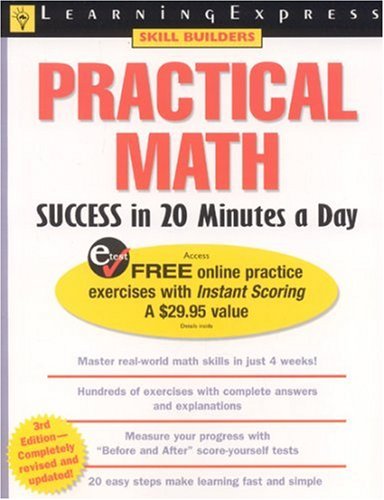 LearningExpress
SKILL BUILDERS
PRACTICAL
MATH
SUCCESS in 20 Minutes a Day
e test
Access
FREE online practice
exercises with Instant Scoring
A $29.95 value
Details inside
Master real-world math skills in just 4 weeks!
Hundreds of exercises with complete answers
and explanations
3rd
Edition—
Completely
revised and
updated!
Measure your progress with
"Before and After" score-yourself tests
20 easy steps make learning fast and simple